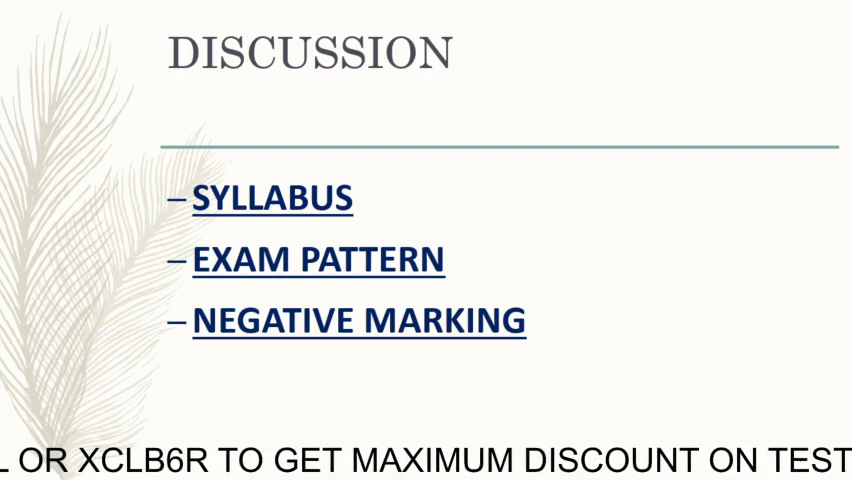 DISCUSSION
– SYLLABUS
– EXAM PATTERN
– NEGATIVE MARKING
L OR XCLB6R TO GET MAXIMUM DISCOUNT ON TEST